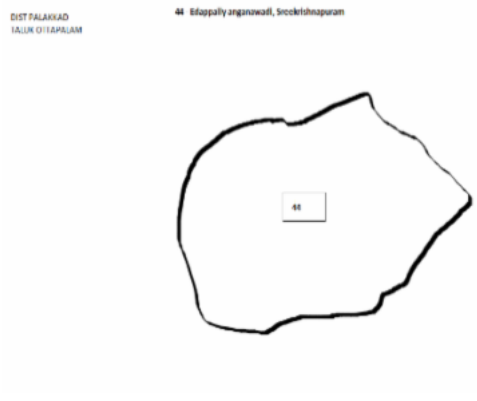 44 Edappally anganawadi, Sreekrishnapuram
DIST PALAKKAD
TALUK OTTAPALAM
44